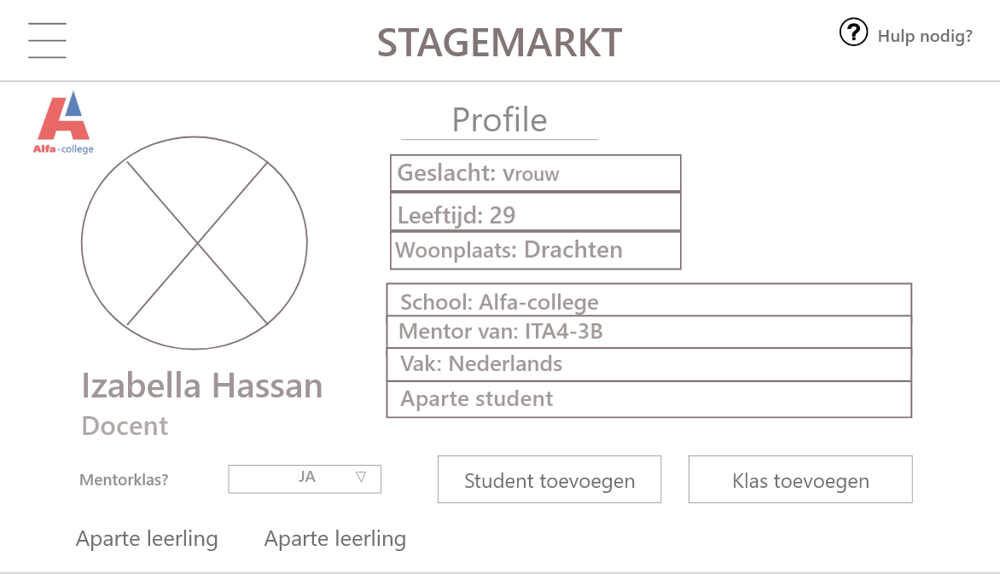 STAGEMARKT
? Hulp nodig?
Alfa-college
Profile
Geslacht: vrouw
Leeftijd: 29
Woonplaats: Drachten
School: Alfa-college
Mentor van: ITA4-3B
Vak: Nederlands
Aparte student
Izabella Hassan
Docent
Mentorklas?
JA
Student toevoegen
Klas toevoegen
Aparte leerling
Aparte leerling